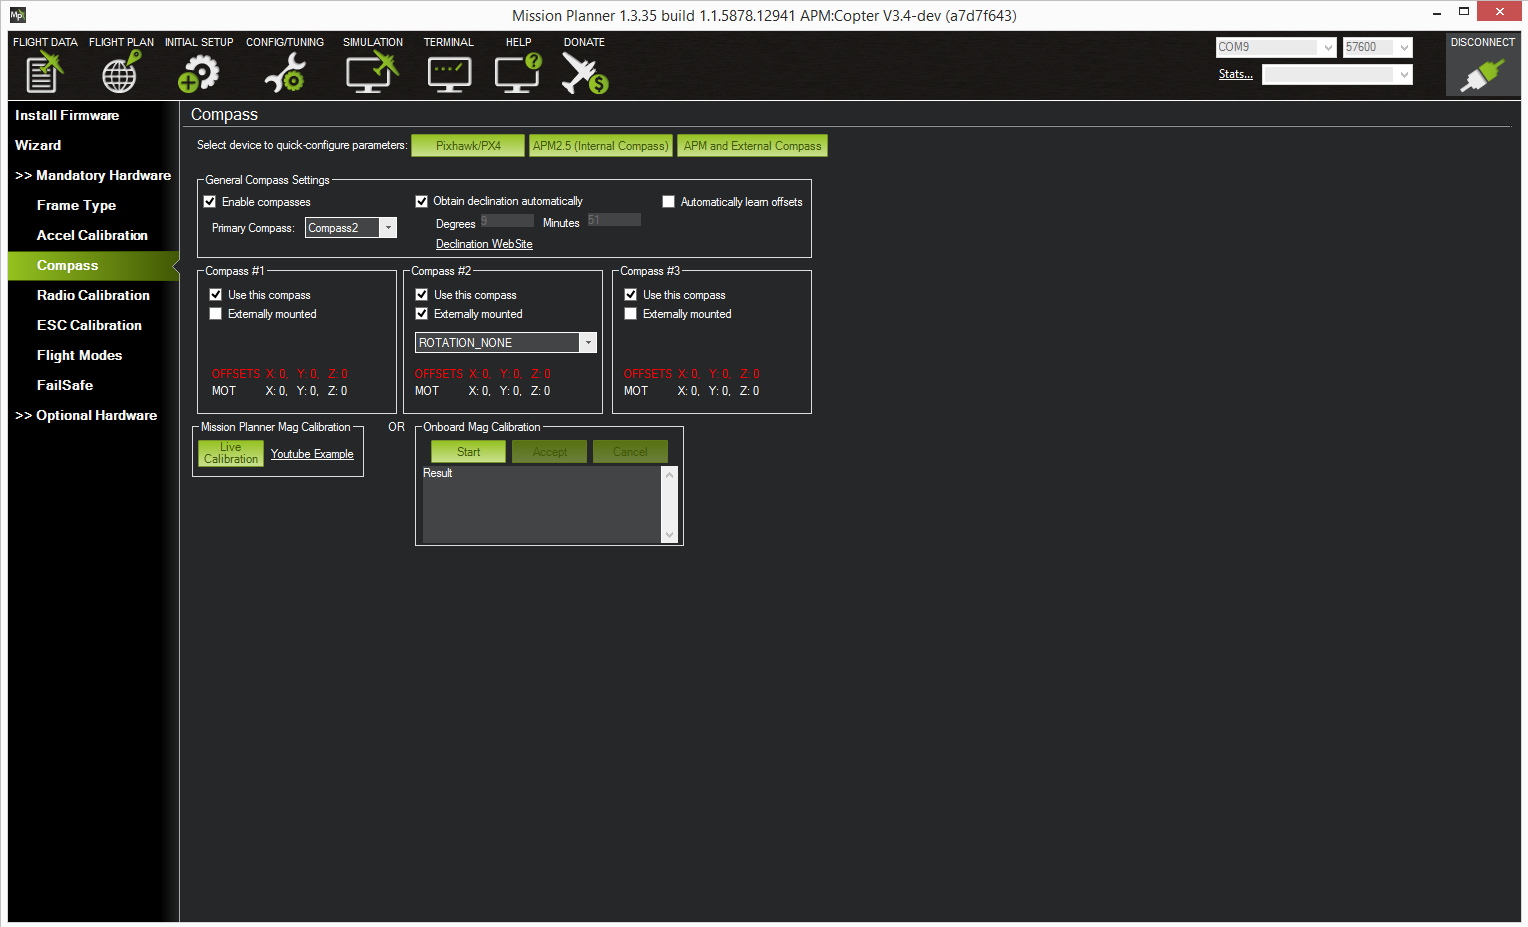 Mp
Mission Planner 1.3.35 build 1.1.5878.12941 APM:Copter V3.4-dev (a7d7f643)
FLIGHT DATA FLIGHT PLAN INITIAL SETUP CONFIG/TUNING SIMULATION TERMINAL HELP DONATE
COM9 57600 DISCONNECT
Stats...
Install Firmware
Wizard
>> Mandatory Hardware
Frame Type
Accel Calibration
Compass
Radio Calibration
ESC Calibration
Flight Modes
FailSafe
>> Optional Hardware
Compass
Select device to quick-configure parameters: Pixhawk/PX4 APM2.5 (Internal Compass) APM and External Compass
General Compass Settings
Enable compasses Obtain declination automatically Automatically learn offsets
Primary Compass: Compass2 Degrees 9 Minutes 51
Declination WebSite
Compass #1
Use this compass
Externally mounted
OFFSETS X: 0, Y: 0, Z: 0
MOT X: 0, Y: 0, Z: 0
Compass #2
Use this compass
Externally mounted
ROTATION_NONE
OFFSETS X: 0, Y: 0, Z: 0
MOT X: 0, Y: 0, Z: 0
Compass #3
Use this compass
Externally mounted
OFFSETS X: 0, Y: 0, Z: 0
MOT X: 0, Y: 0, Z: 0
Mission Planner Mag Calibration
Live
Calibration
Youtube Example
OR
Onboard Mag Calibration
Start Accept Cancel
Result